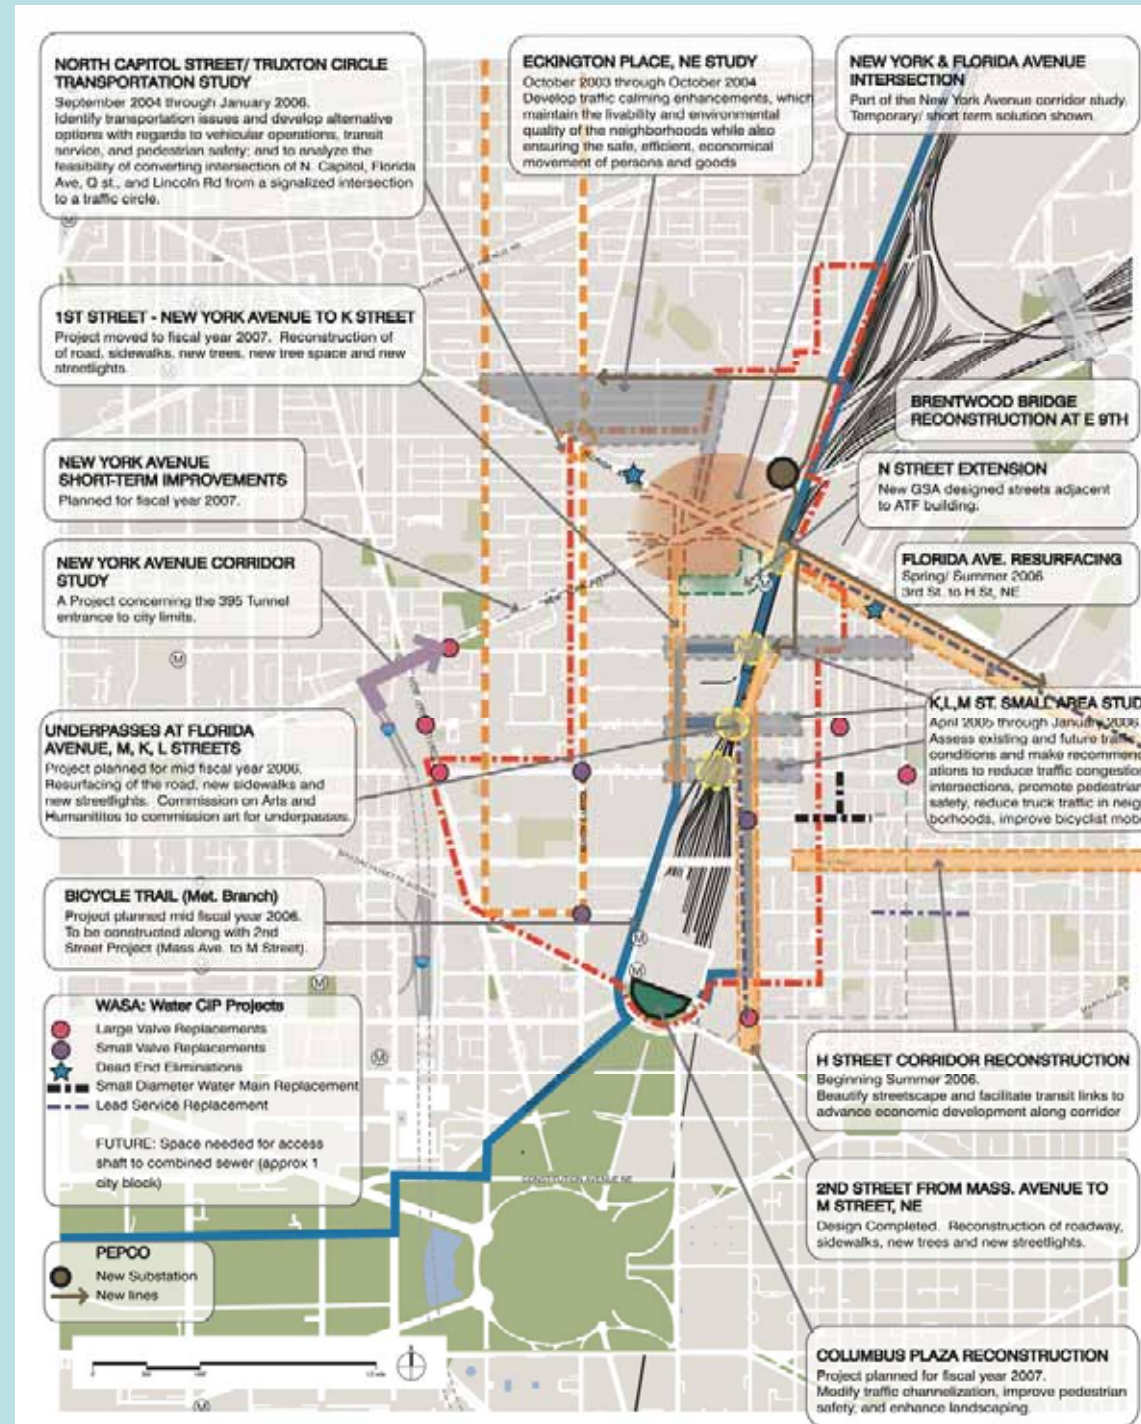 NORTH CAPITOL STREET/ TRUXTON CIRCLE
TRANSPORTATION STUDY
September 2004 through January 2006.
Identify transportation issues and develop alternative
options with regards to vehicular operations, transit
service, and pedestrian safety; and to analyze the
feasibility of converting intersection of N. Capitol, Florida
Ave, Q st., and Lincoln Rd from a signalized intersection
to a traffic circle.
ECKINGTON PLACE, NE STUDY
October 2003 through October 2004
Develop traffic calming enhancements, which
maintain the livability and environmental
quality of the neighborhoods while also
ensuring the safe, efficient, economical
movement of persons and goods
NEW YORK & FLORIDA AVENUE
INTERSECTION
Part of the New York Avenue corridor study.
Temporary/ short term solution shown.
1ST STREET - NEW YORK AVENUE TO K STREET
Project moved to fiscal year 2007. Reconstruction of
of road, sidewalks, new trees, new tree space and new
streetlights.
BRENTWOOD BRIDGE
RECONSTRUCTION AT E 9TH
NEW YORK AVENUE
SHORT-TERM IMPROVEMENTS
Planned for fiscal year 2007.
N STREET EXTENSION
New GSA designed streets adjacent
to ATF building.
NEW YORK AVENUE CORRIDOR
STUDY
A Project concerning the 395 Tunnel
entrance to city limits.
FLORIDA AVE. RESURFACING
Spring/ Summer 2006
3rd St. to H St, NE
UNDERPASSES AT FLORIDA
AVENUE, M, K, L STREETS
Project planned for mid fiscal year 2006.
Resurfacing of the road, new sidewalks and
new streetlights. Commission on Arts and
Humanitites to commission art for underpasses.
K,L,M ST. SMALL AREA STUD
April 2005 through January 2006.
Assess existing and future traffic
conditions and make recommend
ations to reduce traffic congestion
intersections, promote pedestrian
safety, reduce truck traffic in neig
borhoods, improve bicyclist mob
BICYCLE TRAIL (Met. Branch)
Project planned mid fiscal year 2006.
To be constructed along with 2nd
Street Project (Mass Ave. to M Street).
MASSACHUSETTS AVENUE
WASA: Water CIP Projects
Large Valve Replacements
Small Valve Replacements
Dead End Eliminations
Small Diameter Water Main Replacement
Lead Service Replacement
FUTURE: Space needed for access
shaft to combined sewer (approx 1
city block)
H STREET CORRIDOR RECONSTRUCTION
Beginning Summer 2006.
Beautify streetscape and facilitate transit links to
advance economic development along corridor
CONSTITUTION AVENUE NE
2ND STREET FROM MASS. AVENUE TO
M STREET, NE
Design Completed. Reconstruction of roadway,
sidewalks, new trees and new streetlights.
PEPCO
New Substation
New lines
COLUMBUS PLAZA RECONSTRUCTION
Project planned for fiscal year 2007.
Modify traffic channelization, improve pedestrian
safety, and enhance landscaping.